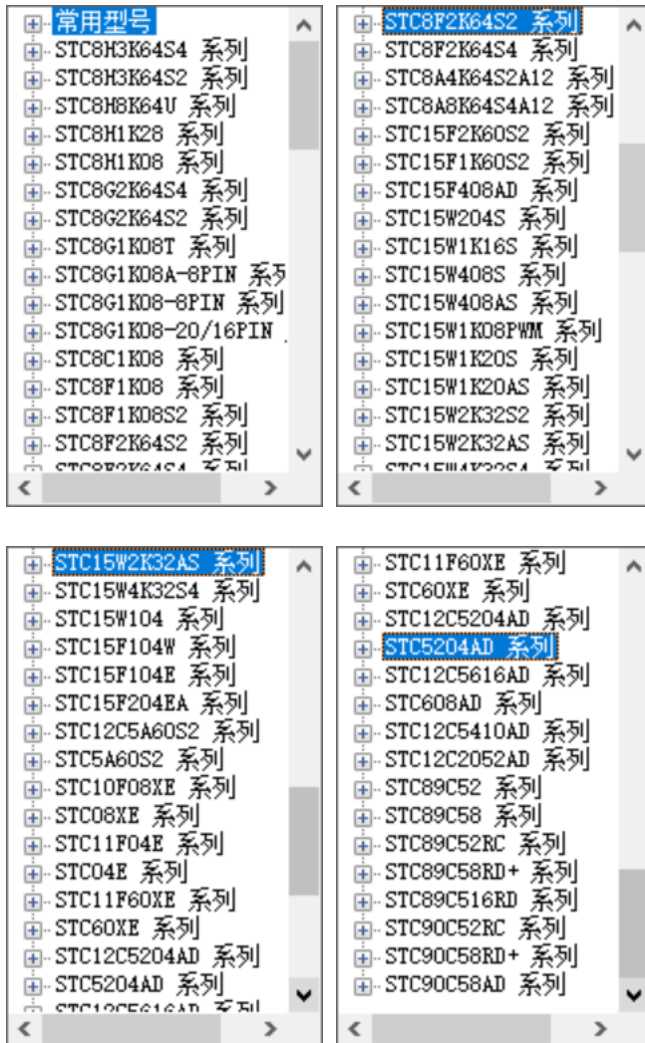 常用型号
STC8H3K64S4 系列
STC8H3K64S2 系列
STC8H8K64U 系列
STC8H1K28 系列
STC8H1K08 系列
STC8G2K64S4 系列
STC8G2K64S2 系列
STC8G1K08T 系列
STC8G1K08A-8PIN 系列
STC8G1K08-8PIN 系列
STC8G1K08-20/16PIN
STC8C1K08 系列
STC8F1K08 系列
STC8F1K08S2 系列
STC8F2K64S2 系列
STC8F2K64S4 系列
STC8F2K64S2 系列
STC8F2K64S4 系列
STC8A4K64S2A12 系列
STC8A8K64S4A12 系列
STC15F2K60S2 系列
STC15F1K60S2 系列
STC15F408AD 系列
STC15W204S 系列
STC15W1K16S 系列
STC15W408S 系列
STC15W408AS 系列
STC15W1K08PWM 系列
STC15W1K20S 系列
STC15W1K20AS 系列
STC15W2K32S2 系列
STC15W2K32AS 系列
STC15W4K32S4 系列
STC15W2K32AS 系列
STC15W4K32S4 系列
STC15W104 系列
STC15F104W 系列
STC15F104E 系列
STC15F204EA 系列
STC12C5A60S2 系列
STC5A60S2 系列
STC10F08XE 系列
STC08XE 系列
STC11F04E 系列
STC04E 系列
STC11F60XE 系列
STC60XE 系列
STC12C5204AD 系列
STC5204AD 系列
STC12C5616AD 系列
STC11F60XE 系列
STC60XE 系列
STC12C5204AD 系列
STC5204AD 系列
STC12C5616AD 系列
STC608AD 系列
STC12C5410AD 系列
STC12C2052AD 系列
STC89C52 系列
STC89C58 系列
STC89C52RC 系列
STC89C58RD+ 系列
STC89C516RD 系列
STC90C52RC 系列
STC90C58RD+ 系列
STC90C58AD 系列